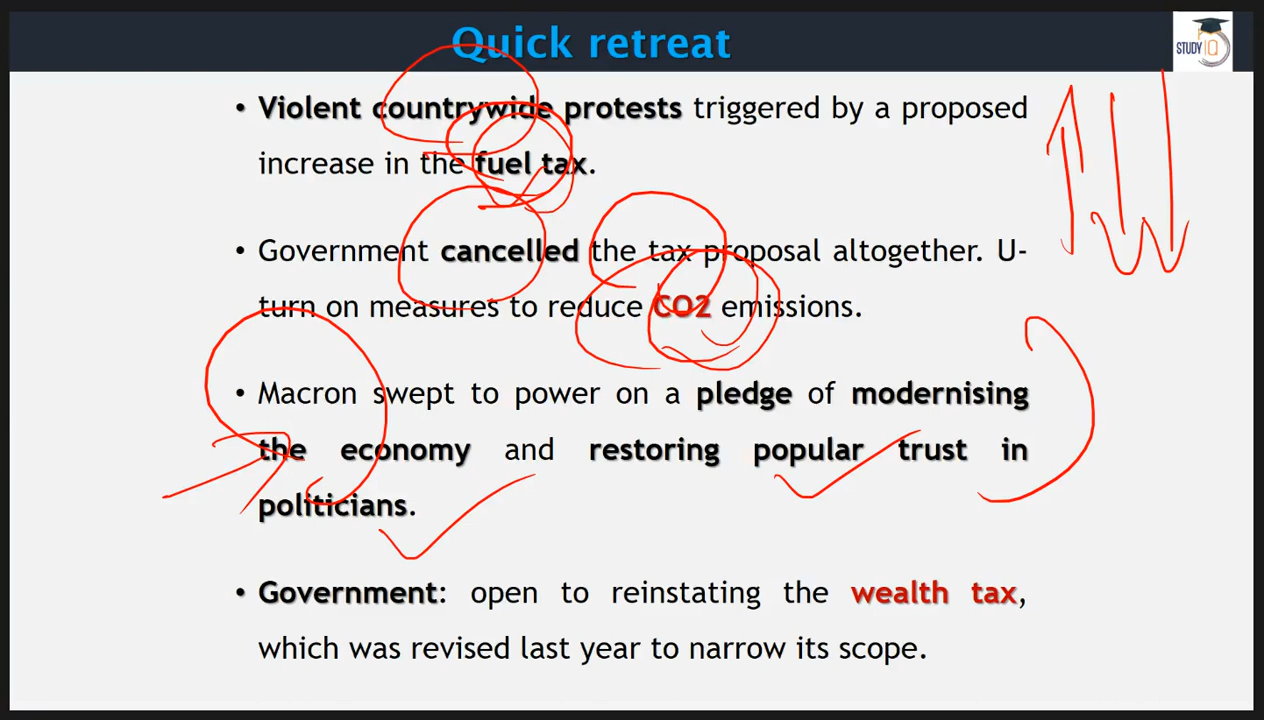 Quick retreat
STUDY IQ
• Violent countrywide protests triggered by a proposed
increase in the fuel tax.
• Government cancelled the tax proposal altogether. U-
turn on measures to reduce CO2 emissions.
• Macron swept to power on a pledge of modernising
the economy and restoring popular trust in
politicians.
• Government: open to reinstating the wealth tax,
which was revised last year to narrow its scope.